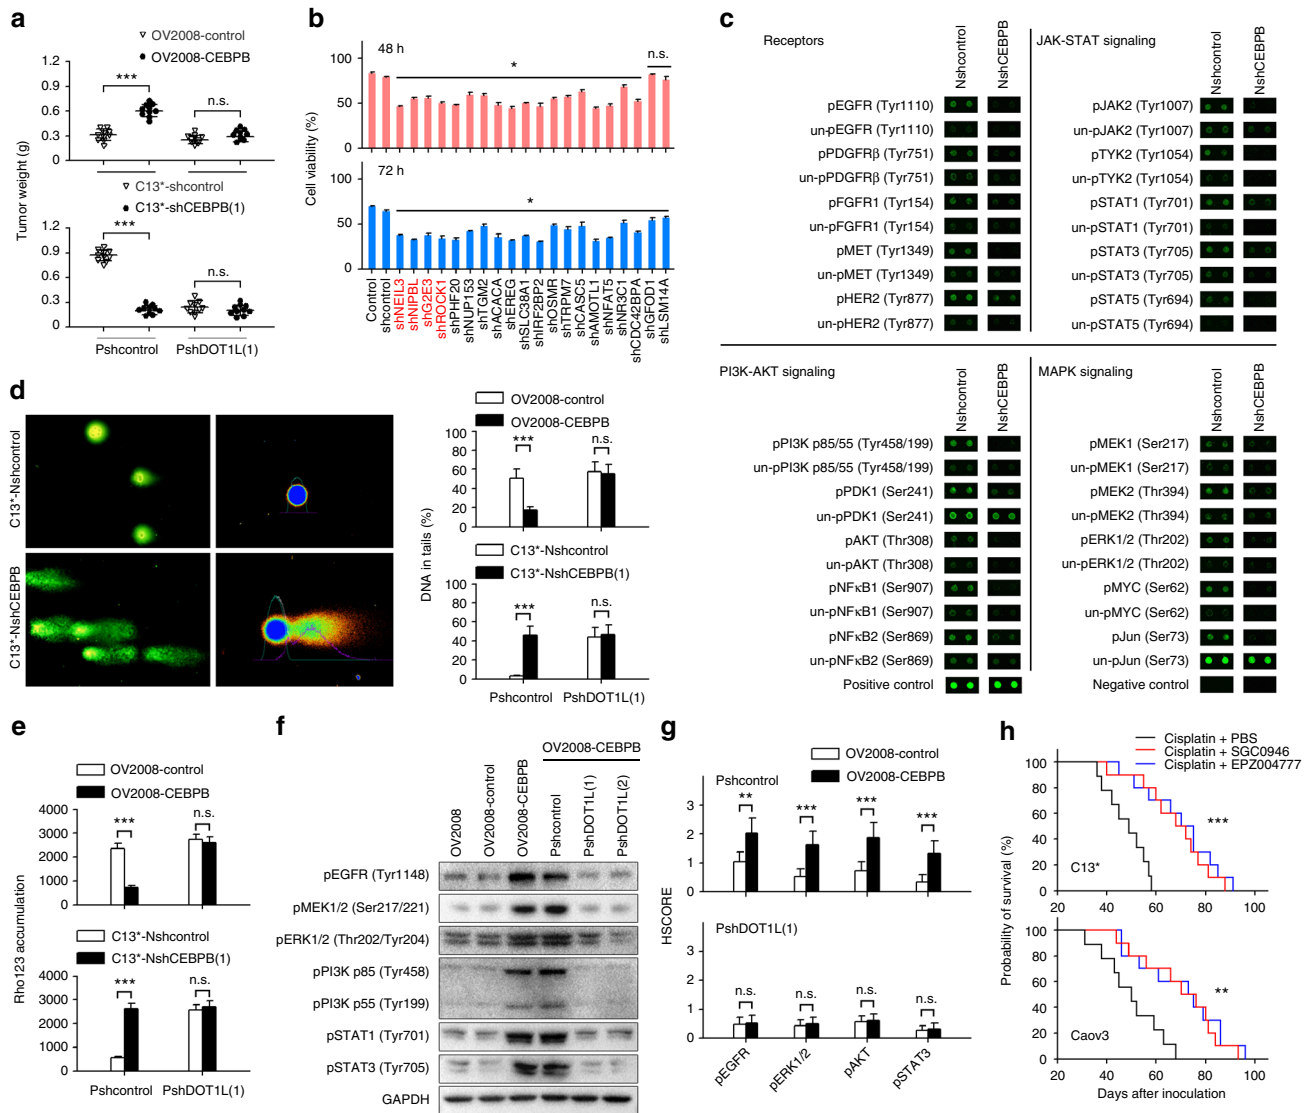 a
OV2008-control
OV2008-CEBPB
Tumor weight (g)
1.2
0.9
0.6
0.3
0
***
n.s.
C13*-shcontrol
C13*-shCEBPB(1)
1.2
0.9
0.6
0.3
0
***
n.s.
Pshcontrol
PshDOT1L(1)
b
Cell viability (%)
48 h
100
50
0
*
n.s.
72 h
100
50
0
*
Control
shcontrol
shNEIL3
shNIPBL
shG2E3
shROCK1
shPHF20
shNUP153
shTGM2
shACACA
shEREG
shSLC38A1
shIRF2BP2
shOSMR
shTRPM7
shCASC5
shAMOTL1
shNFAT5
shNR3C1
shCDC42BPA
shGFOD1
shLSM14A
c
Receptors
Nshcontrol
NshCEBPB
pEGFR (Tyr1110)
un-pEGFR (Tyr1110)
pPDGFRβ (Tyr751)
un-pPDGFRβ (Tyr751)
pFGFR1 (Tyr154)
un-pFGFR1 (Tyr154)
pMET (Tyr1349)
un-pMET (Tyr1349)
pHER2 (Tyr877)
un-pHER2 (Tyr877)
JAK-STAT signaling
Nshcontrol
NshCEBPB
pJAK2 (Tyr1007)
un-pJAK2 (Tyr1007)
pTYK2 (Tyr1054)
un-pTYK2 (Tyr1054)
pSTAT1 (Tyr701)
un-pSTAT1 (Tyr701)
pSTAT3 (Tyr705)
un-pSTAT3 (Tyr705)
pSTAT5 (Tyr694)
un-pSTAT5 (Tyr694)
PI3K-AKT signaling
Nshcontrol
NshCEBPB
pPI3K p85/55 (Tyr458/199)
un-pPI3K p85/55 (Tyr458/199)
pPDK1 (Ser241)
un-pPDK1 (Ser241)
pAKT (Thr308)
un-pAKT (Thr308)
pNFκB1 (Ser907)
un-pNFκB1 (Ser907)
pNFκB2 (Ser869)
un-pNFκB2 (Ser869)
Positive control
MAPK signaling
Nshcontrol
NshCEBPB
pMEK1 (Ser217)
un-pMEK1 (Ser217)
pMEK2 (Thr394)
un-pMEK2 (Thr394)
pERK1/2 (Thr202)
un-pERK1/2 (Thr202)
pMYC (Ser62)
un-pMYC (Ser62)
pJun (Ser73)
un-pJun (Ser73)
Negative control
d
C13*-Nshcontrol
C13*-NshCEBPB
OV2008-control
OV2008-CEBPB
DNA in tails (%)
100
80
60
40
20
0
***
n.s.
C13*-Nshcontrol
C13*-NshCEBPB(1)
100
80
60
40
20
0
***
n.s.
Pshcontrol
PshDOT1L(1)
e
OV2008-control
OV2008-CEBPB
Rho123 accumulation
4000
3000
2000
1000
0
***
n.s.
C13*-Nshcontrol
C13*-NshCEBPB(1)
4000
3000
2000
1000
0
***
n.s.
Pshcontrol
PshDOT1L(1)
f
OV2008-CEBPB
OV2008
OV2008-control
OV2008-CEBPB
Pshcontrol
PshDOT1L(1)
PshDOT1L(2)
pEGFR (Tyr1148)
pMEK1/2 (Ser217/221)
pERK1/2 (Thr202/Tyr204)
pPI3K p85 (Tyr458)
pPI3K p55 (Tyr199)
pSTAT1 (Tyr701)
pSTAT3 (Tyr705)
GAPDH
g
OV2008-control
OV2008-CEBPB
HSCORE
Pshcontrol
3
2
1
0
**
***
***
***
PshDOT1L(1)
3
2
1
0
n.s.
n.s.
n.s.
n.s.
pEGFR
pERK1/2
pAKT
pSTAT3
h
Cisplatin + PBS
Cisplatin + SGC0946
Cisplatin + EPZ004777
Probability of survival (%)
100
80
60
40
20
0
***
C13*
20
40
60
80
100
100
80
60
40
20
0
**
Caov3
20
40
60
80
100
Days after inoculation